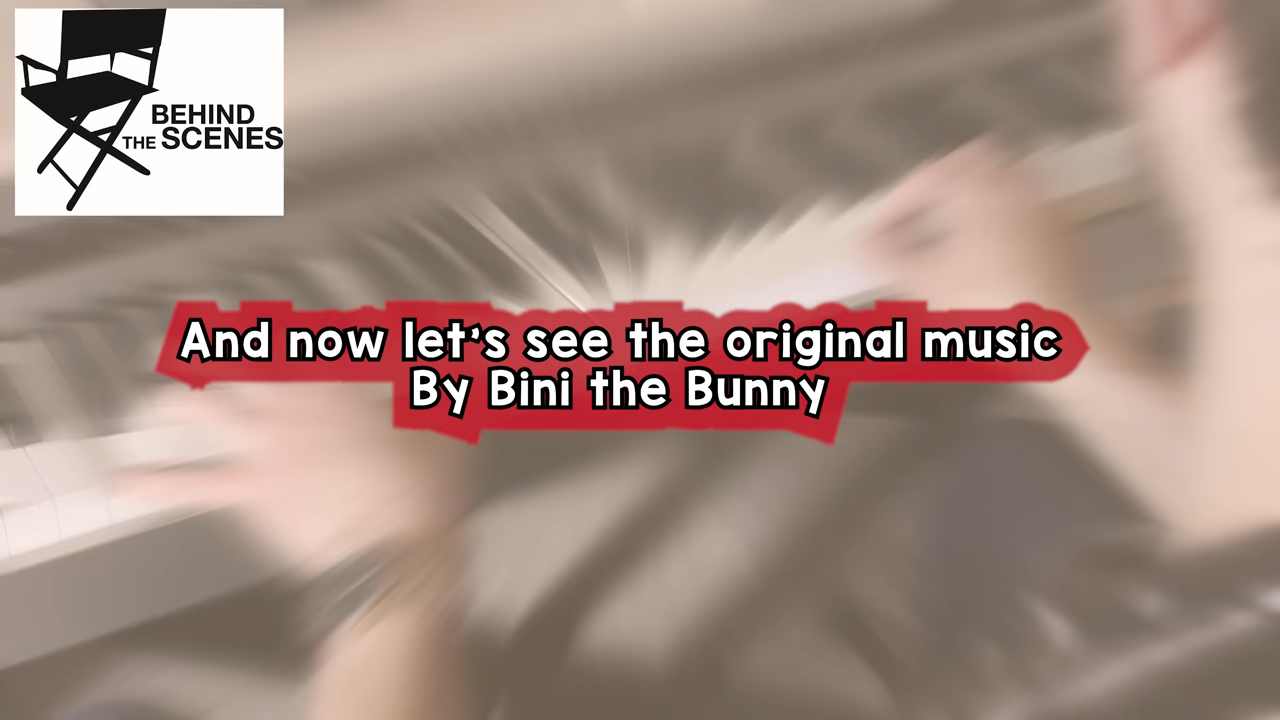 BEHIND
THE SCENES
And now let's see the original music
By Bini the Bunny